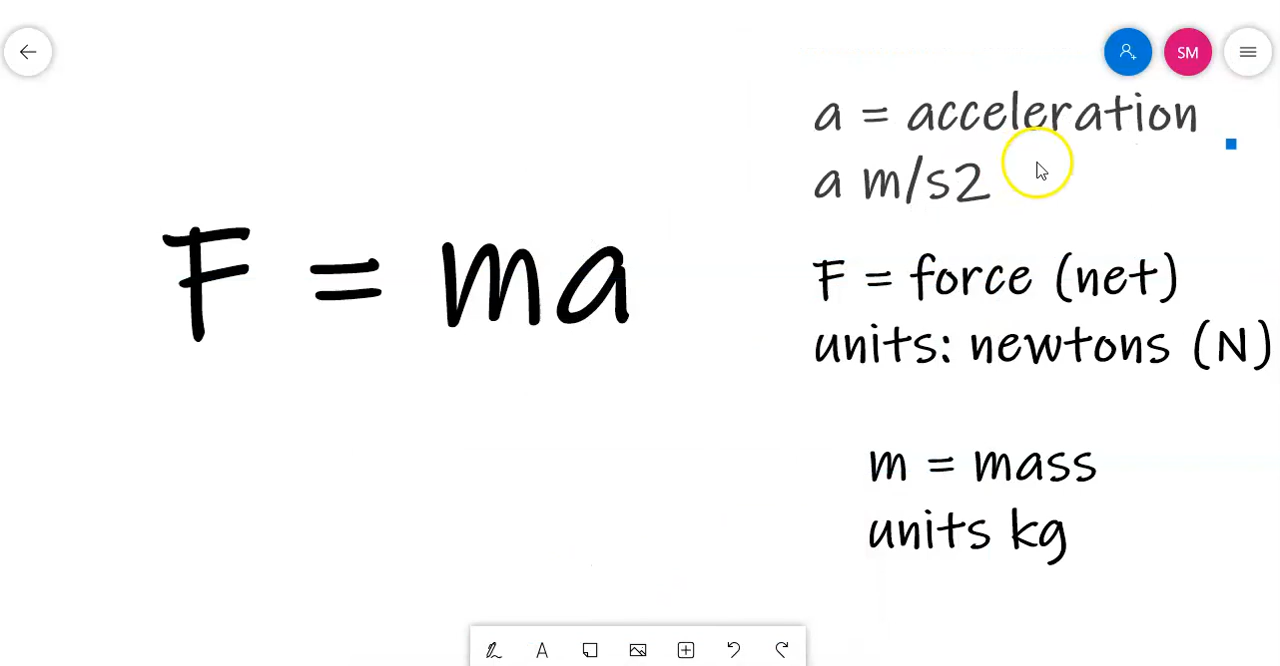 SM
a = acceleration
a m/s2
F = ma
F = force (net)
units: newtons (N)
m = mass
units kg
A